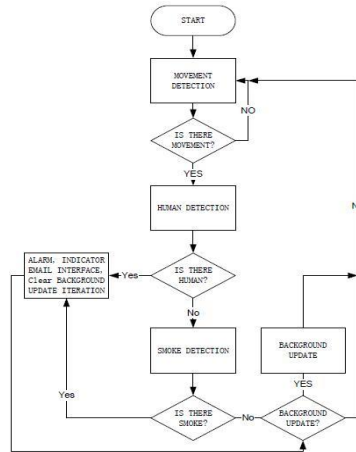 START
MOVEMENT
DETECTION
NO
IS THERE
MOVEMENT?
YES
HUMAN DETECTION
ALARM. INDICATOR
EMAIL INTERFACE,
Clear BACKGROUND
UPDATE ITERATION
Yes
IS THERE
HUMAN?
No
SMOKE DETECTION
BACKGROUND
UPDATE
YES
Yes
IS THERE
SMOKE?
No
BACKGROUND
UPDATE?
N